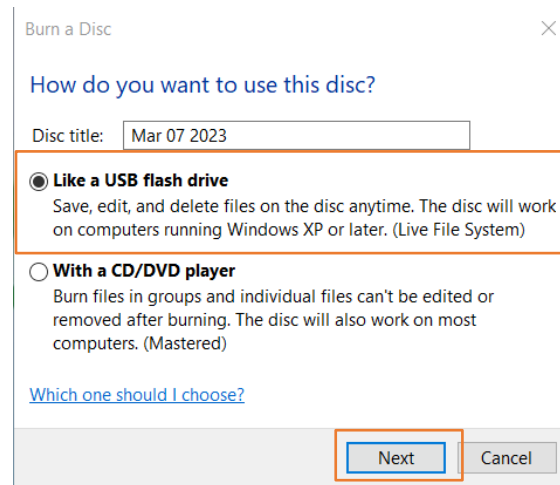 Burn a Disc
How do you want to use this disc?
Disc title: Mar 07 2023
Like a USB flash drive
Save, edit, and delete files on the disc anytime. The disc will work
on computers running Windows XP or later. (Live File System)
With a CD/DVD player
Burn files in groups and individual files can't be edited or
removed after burning. The disc will also work on most
computers. (Mastered)
Which one should I choose?
Next Cancel